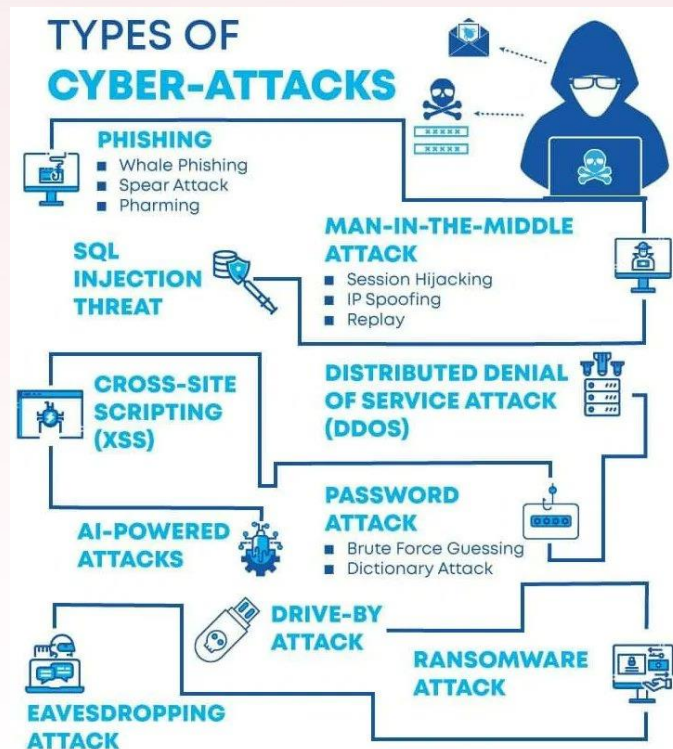 TYPES OF
CYBER-ATTACKS
PHISHING
■ Whale Phishing
■ Spear Attack
■ Pharming
MAN-IN-THE-MIDDLE
ATTACK
■ Session Hijacking
■ IP Spoofing
■ Replay
SQL
INJECTION
THREAT
CROSS-SITE
SCRIPTING
(XSS)
DISTRIBUTED DENIAL
OF SERVICE ATTACK
(DDOS)
PASSWORD
ATTACK
■ Brute Force Guessing
■ Dictionary Attack
AI-POWERED
ATTACKS
DRIVE-BY
ATTACK
RANSOMWARE
ATTACK
EAVESDROPPING
ATTACK